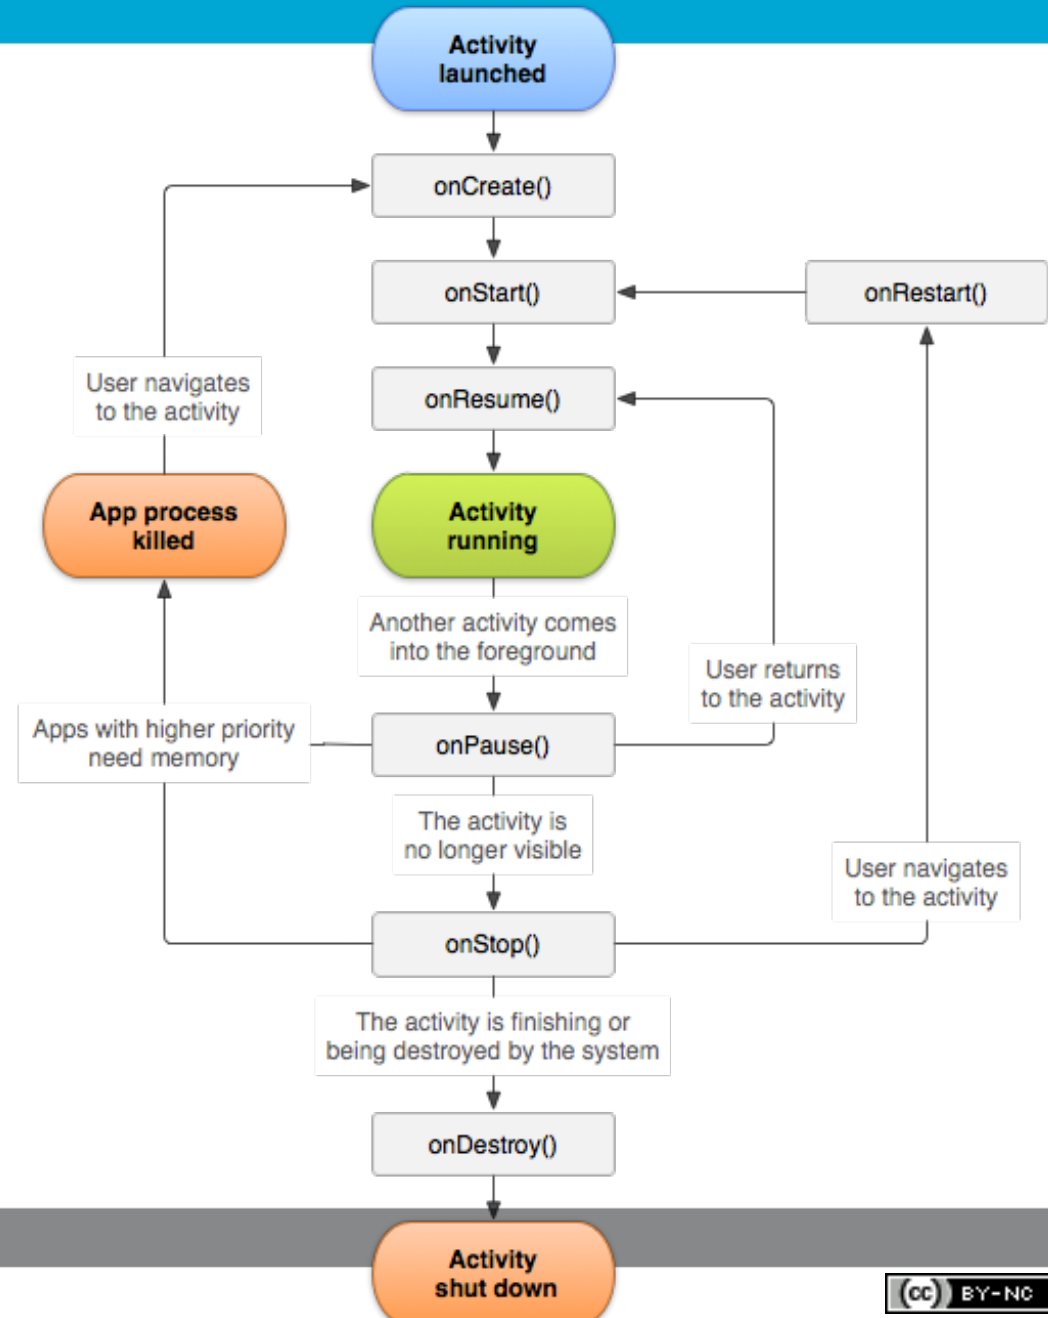 Activity
launched
onCreate()
onStart()
onRestart()
User navigates
to the activity
onResume()
App process
killed
Activity
running
Another activity comes
into the foreground
User returns
to the activity
Apps with higher priority
need memory
onPause()
The activity is
no longer visible
User navigates
to the activity
onStop()
The activity is finishing or
being destroyed by the system
onDestroy()
Activity
shut down
(cc) BY-NC